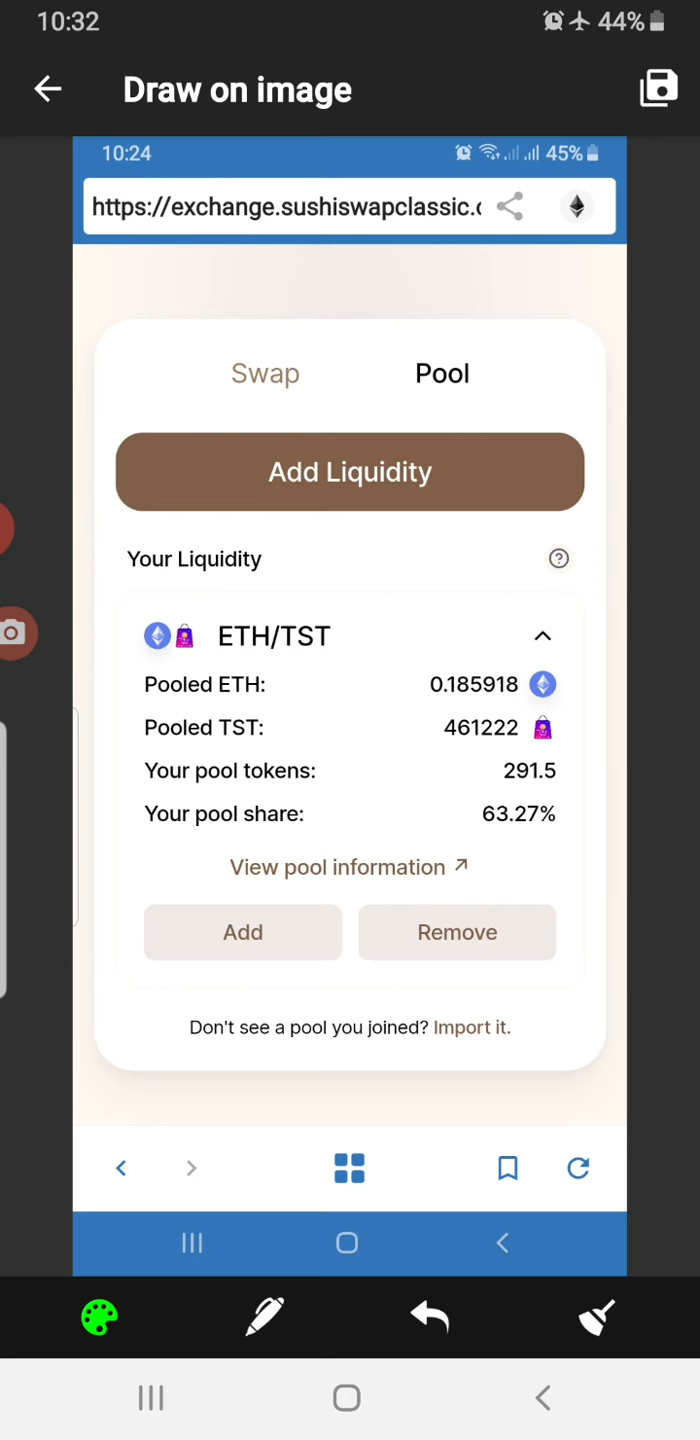 10:32 44%
Draw on image
10:24 45%
https://exchange.sushiswapclassic.c
Swap Pool
Add Liquidity
Your Liquidity ?
ETH/TST
Pooled ETH: 0.185918
Pooled TST: 461222
Your pool tokens: 291.5
Your pool share: 63.27%
View pool information ↗
Add Remove
Don't see a pool you joined? Import it.